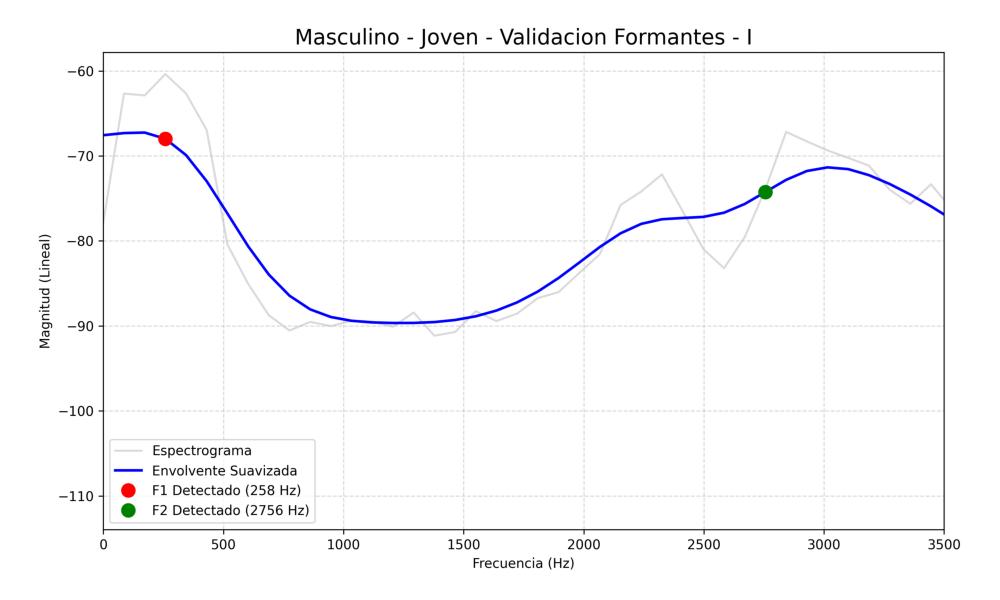 Masculino - Joven - Validacion Formantes - I
Magnitud (Lineal)
−60
−70
−80
−90
−100
−110
Espectrograma
Envolvente Suavizada
F1 Detectado (258 Hz)
F2 Detectado (2756 Hz)
0 500 1000 1500 2000 2500 3000 3500
Frecuencia (Hz)